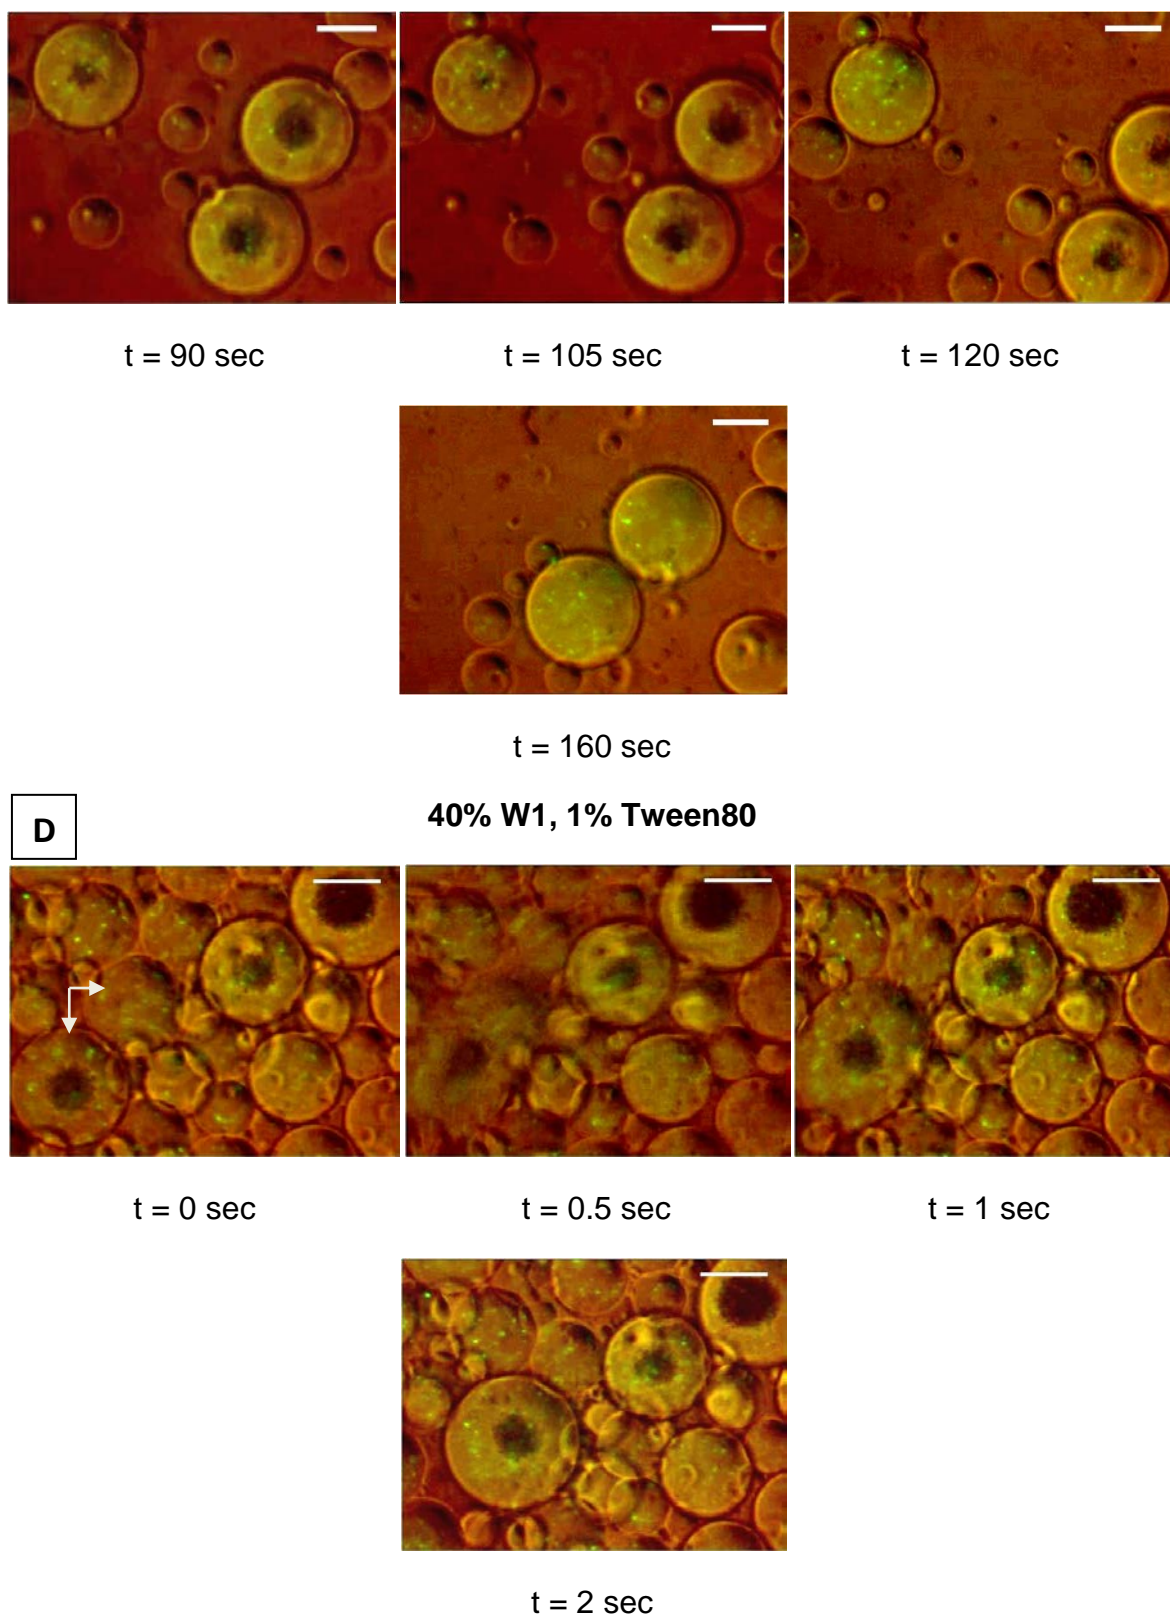 t = 90 sec
t = 105 sec
t = 120 sec
t = 160 sec
D
40% W1, 1% Tween80
t = 0 sec
t = 0.5 sec
t = 1 sec
t = 2 sec